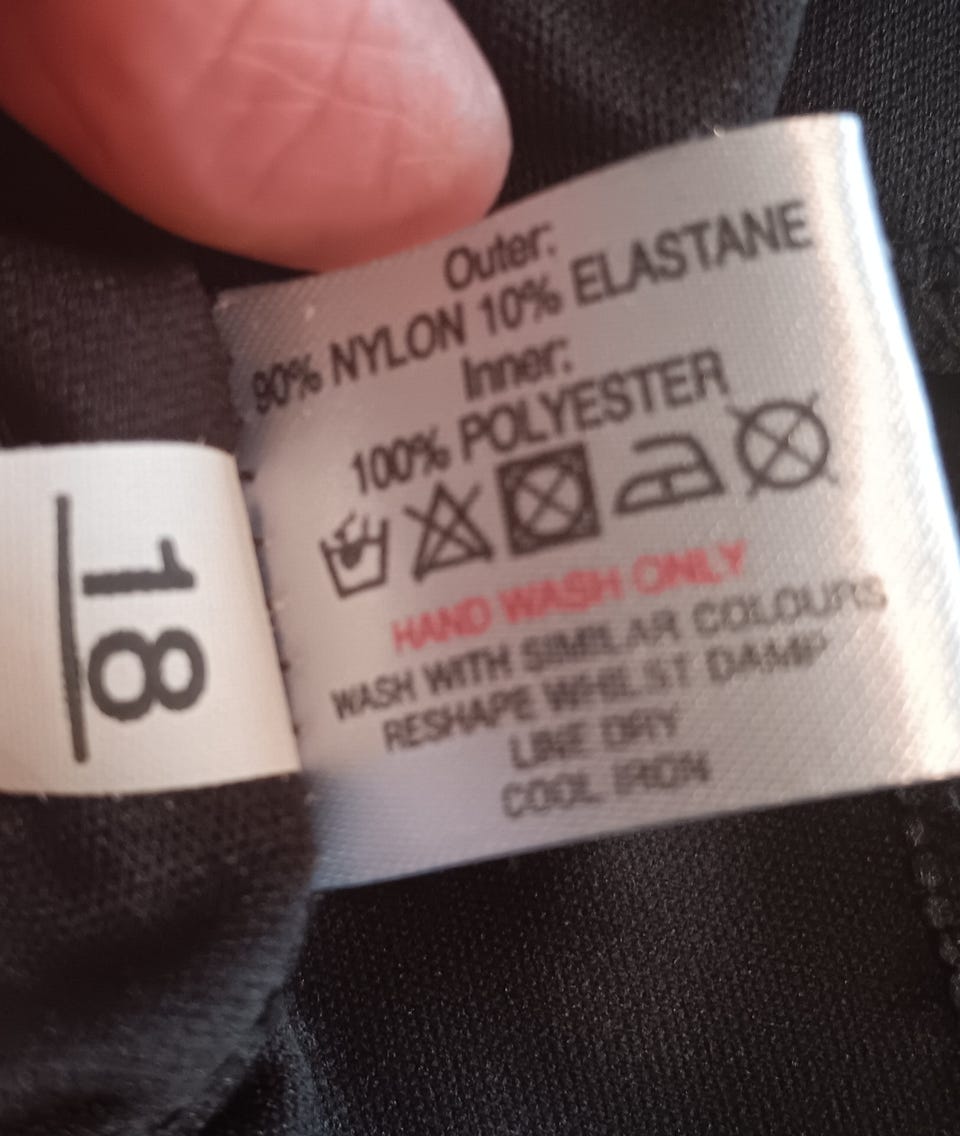 Outer:
90% NYLON 10% ELASTANE
Inner:
100% POLYESTER
HAND WASH ONLY
WASH WITH SIMILAR COLOURS
RESHAPE WHILST DAMP
LINE DRY
COOL IRON
18